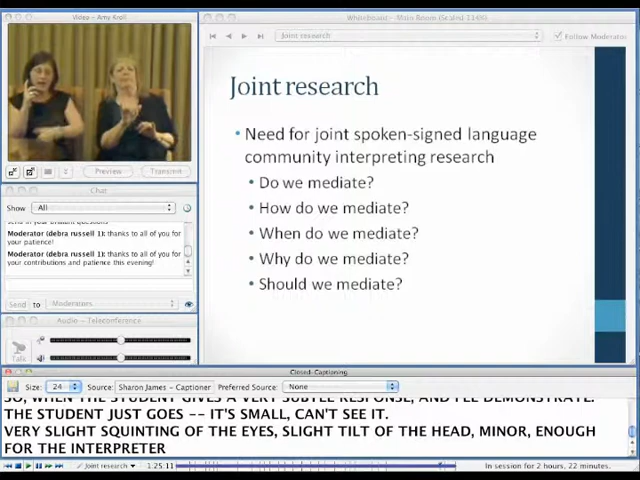 Video - Amy Kroll
Whiteboard - Main Room (Scaled 114%)
Joint research
Follow Moderator
Preview
Transmit
Chat
Show All
Moderator (debra russell 1): thanks to all of you for
your patience!
Moderator (debra russell 1): thanks to all of you for
your contributions and patience this evening!
Send to Moderators
Audio - Teleconference
Talk
Joint research
• Need for joint spoken-signed language
community interpreting research
• Do we mediate?
• How do we mediate?
• When do we mediate?
• Why do we mediate?
• Should we mediate?
Closed-Captioning
Size: 24 Source: Sharon James - Captioner Preferred Source: None
SO, WHEN THE STUDENT GIVES A VERY SUBTLE RESPONSE, AND I'LL DEMONSTRATE.
THE STUDENT JUST GOES -- IT'S SMALL, CAN'T SEE IT.
VERY SLIGHT SQUINTING OF THE EYES, SLIGHT TILT OF THE HEAD, MINOR, ENOUGH
FOR THE INTERPRETER
Joint research 1:25:11 In session for 2 hours, 22 minutes.